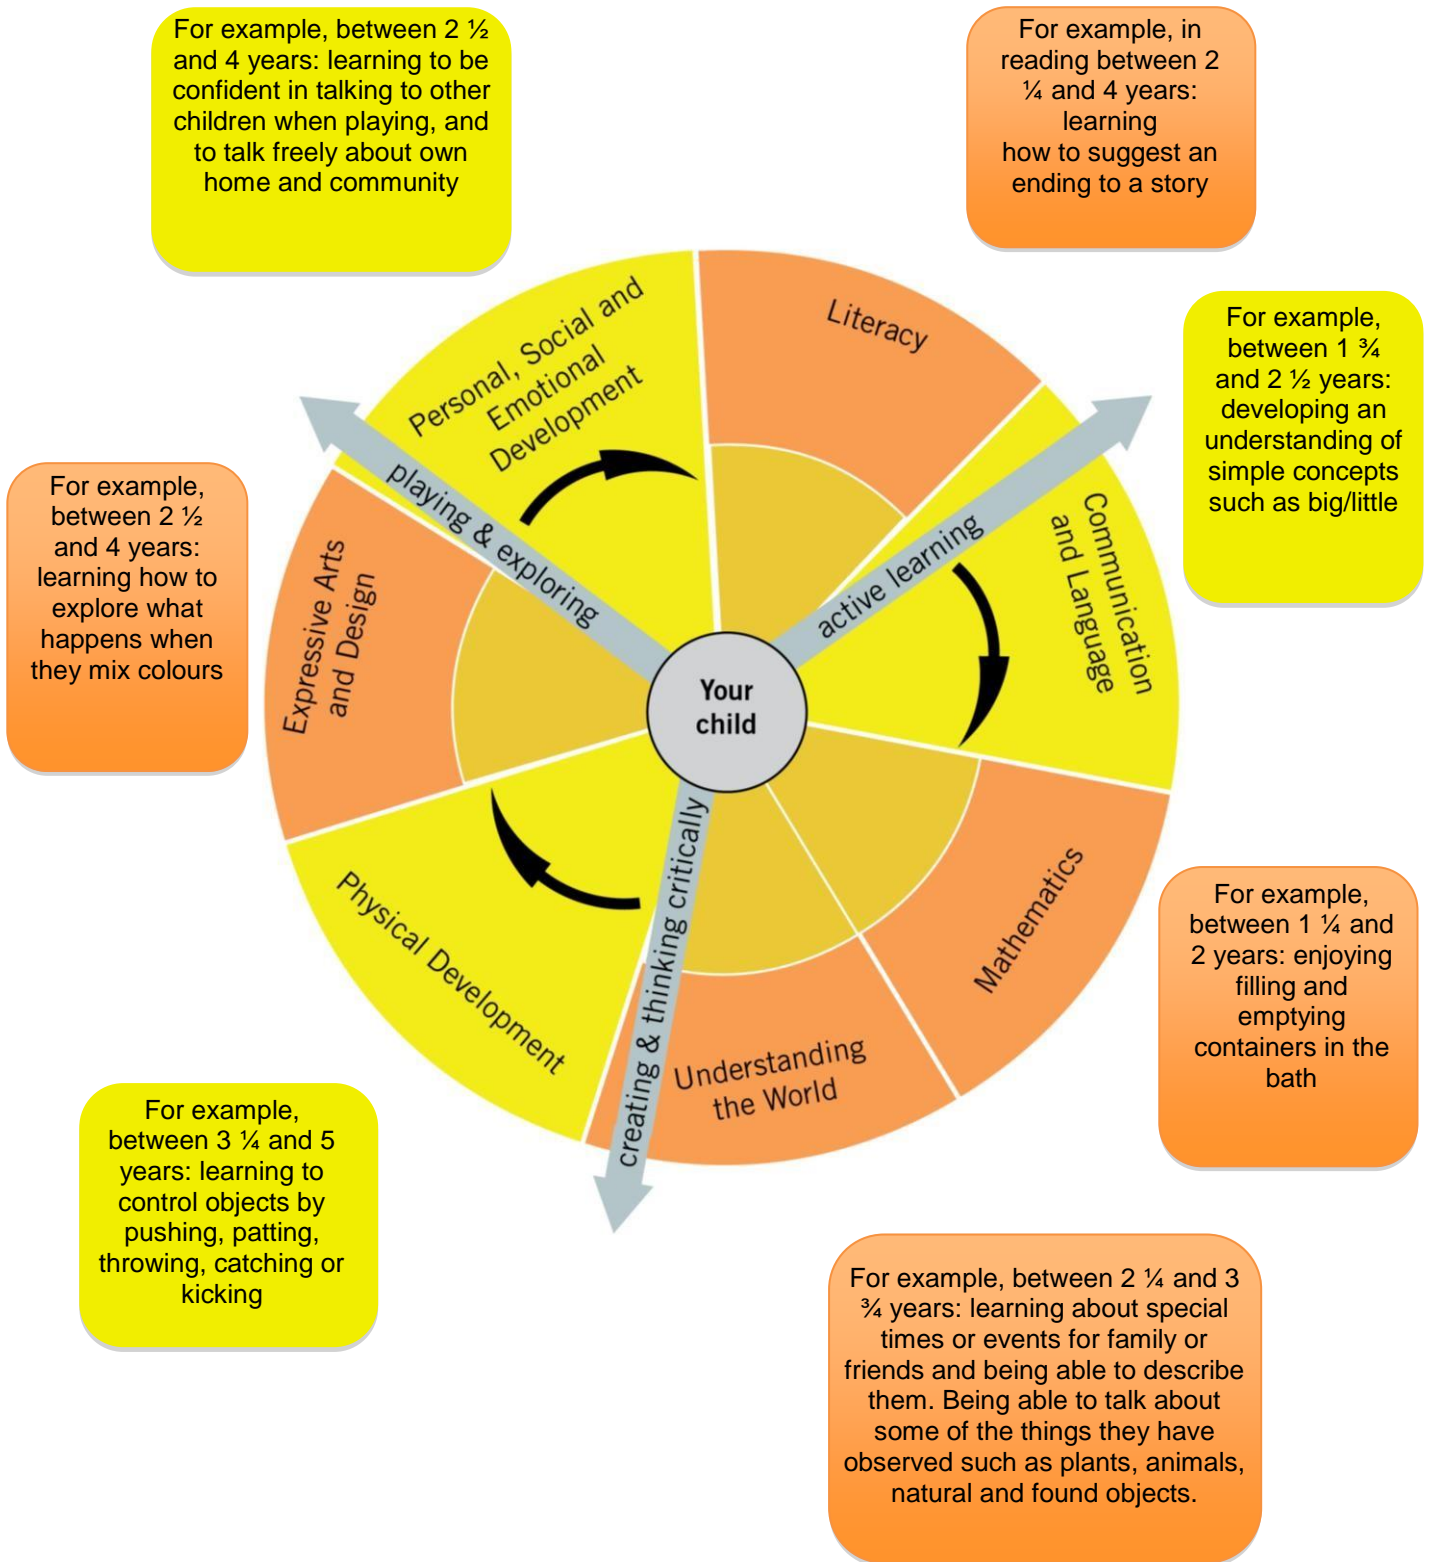 For example, between 2 ½
and 4 years: learning to be
confident in talking to other
children when playing, and
to talk freely about own
home and community
For example, in
reading between 2
¼ and 4 years:
learning
how to suggest an
ending to a story
For example,
between 1 ¾
and 2 ½ years:
developing an
understanding of
simple concepts
such as big/little
For example,
between 2 ½
and 4 years:
learning how to
explore what
happens when
they mix colours
Personal, Social and
Emotional
Development
Literacy
Communication
and Language
Expressive Arts
and Design
playing & exploring
active learning
Your
child
creating & thinking critically
Physical Development
Understanding
the World
Mathematics
For example,
between 1 ¼ and
2 years: enjoying
filling and
emptying
containers in the
bath
For example,
between 3 ¼ and 5
years: learning to
control objects by
pushing, patting,
throwing, catching or
kicking
For example, between 2 ¼ and 3
¾ years: learning about special
times or events for family or
friends and being able to describe
them. Being able to talk about
some of the things they have
observed such as plants, animals,
natural and found objects.